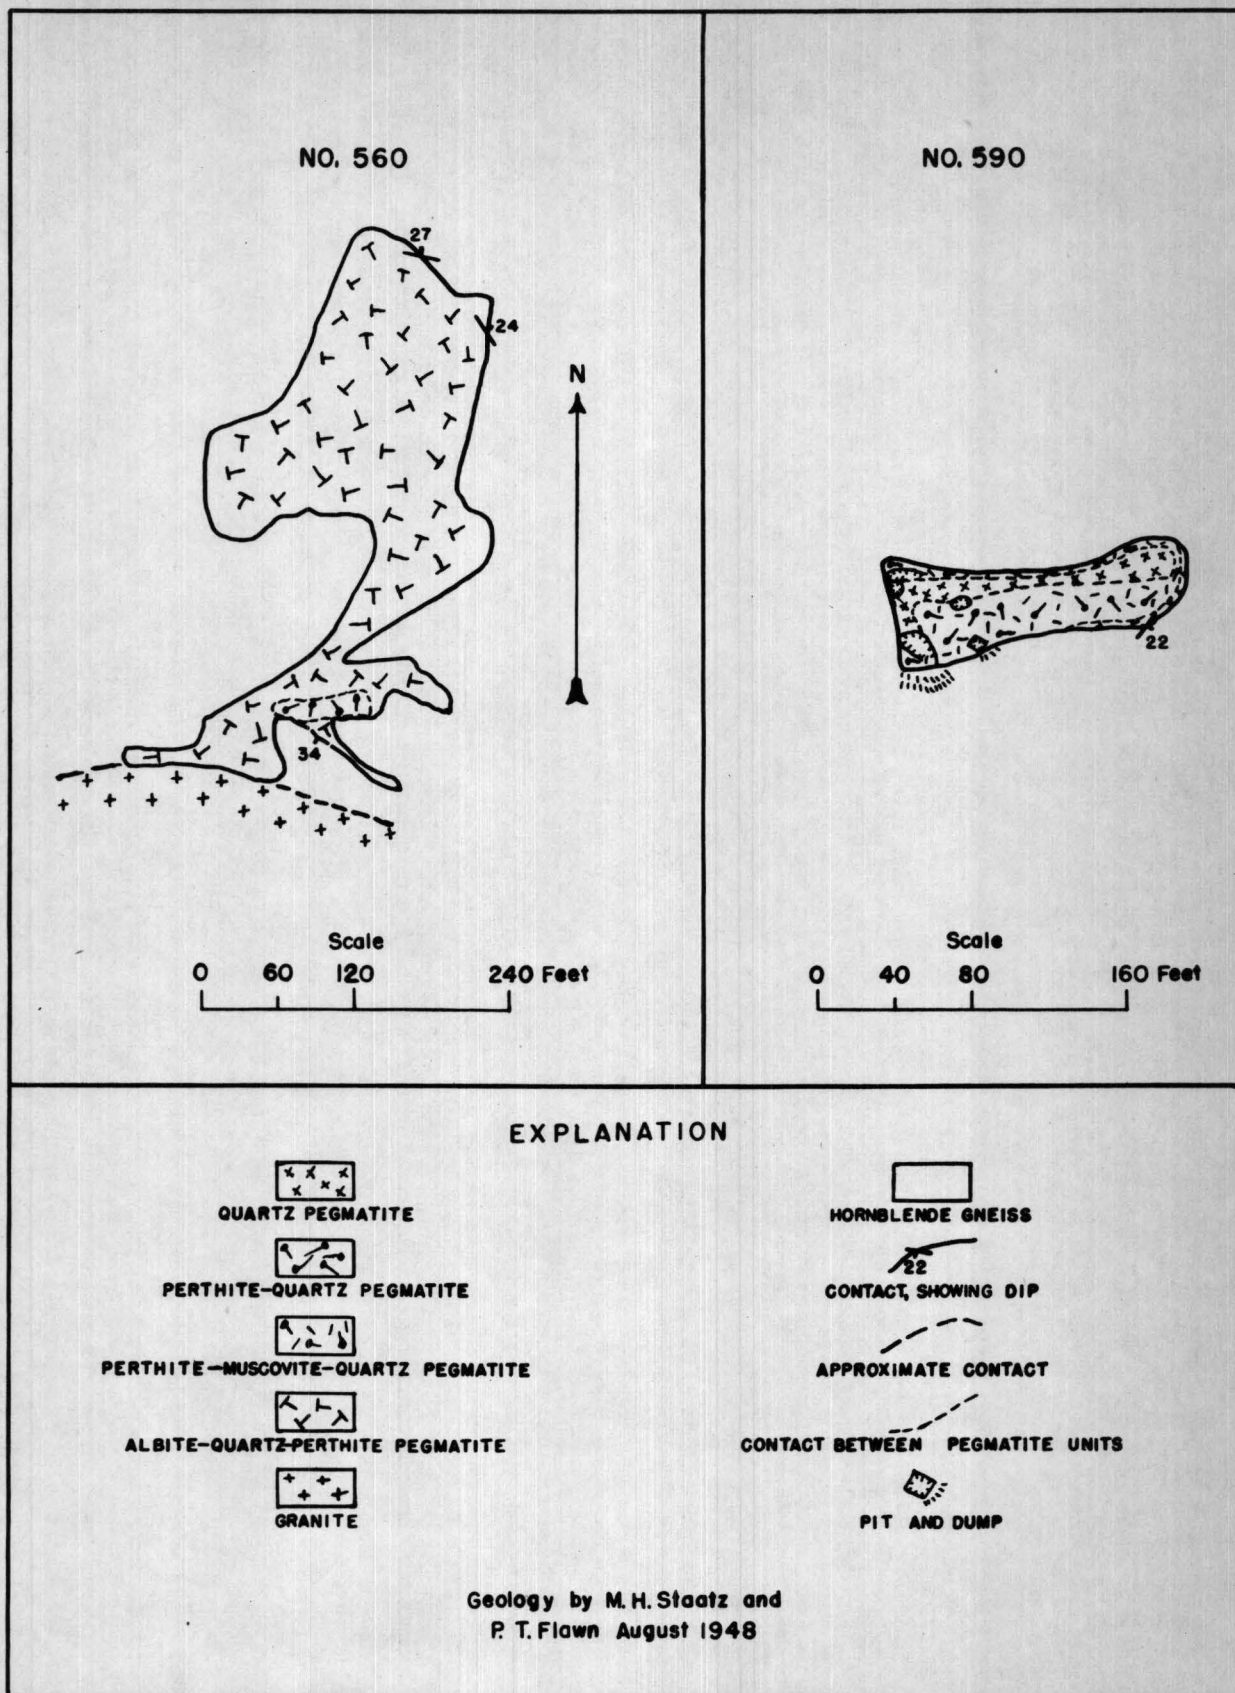 NO. 560
27
24
N
34
Scale
0 60 120 240 Feet
NO. 590
22
Scale
0 40 80 160 Feet
EXPLANATION
QUARTZ PEGMATITE
PERTHITE-QUARTZ PEGMATITE
PERTHITE-MUSCOVITE-QUARTZ PEGMATITE
ALBITE-QUARTZ-PERTHITE PEGMATITE
GRANITE
HORNBLENDE GNEISS
22
CONTACT, SHOWING DIP
APPROXIMATE CONTACT
CONTACT BETWEEN PEGMATITE UNITS
PIT AND DUMP
Geology by M. H. Staatz and
P. T. Flawn August 1948